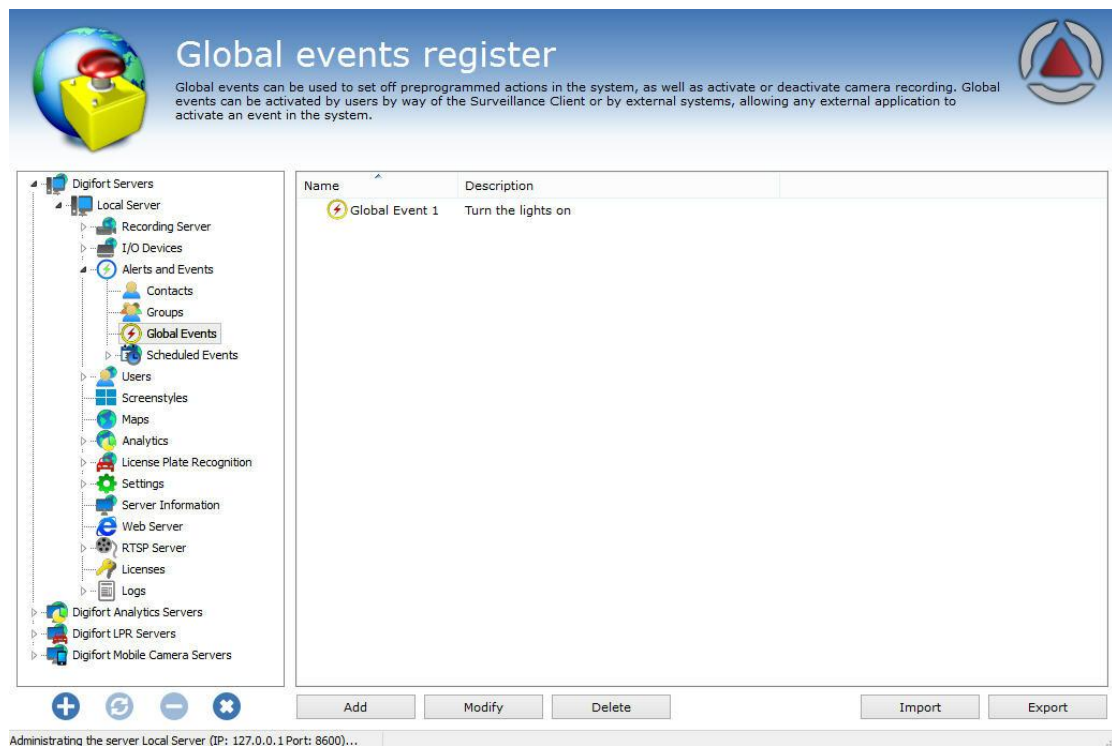 Global events register
Global events can be used to set off preprogrammed actions in the system, as well as activate or deactivate camera recording. Global
events can be activated by users by way of the Surveillance Client or by external systems, allowing any external application to
activate an event in the system.
Digifort Servers
Local Server
Recording Server
I/O Devices
Alerts and Events
Contacts
Groups
Global Events
Scheduled Events
Users
Screenstyles
Maps
Analytics
License Plate Recognition
Settings
Server Information
Web Server
RTSP Server
Licenses
Logs
Digifort Analytics Servers
Digifort LPR Servers
Digifort Mobile Camera Servers
Name Description
Global Event 1 Turn the lights on
Add Modify Delete Import Export
Administrating the server Local Server (IP: 127.0.0.1 Port: 8600)...